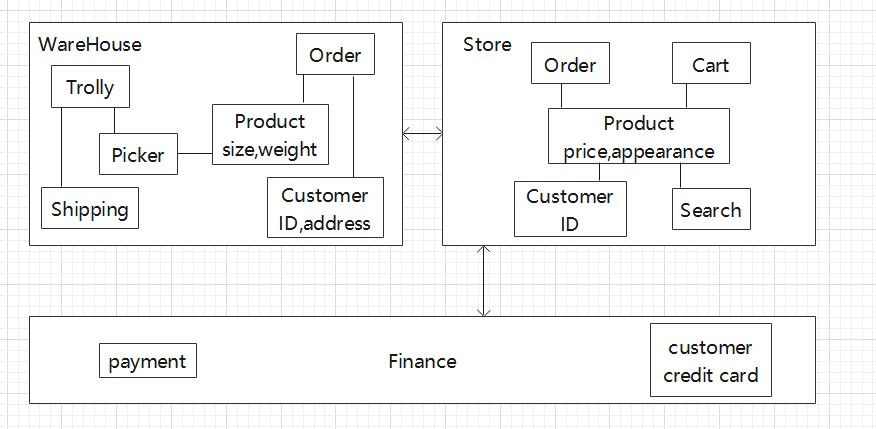 WareHouse
Order
Trolly
Product
size,weight
Picker
Shipping
Customer
ID,address
Store
Order
Cart
Product
price,appearance
Customer
ID
Search
payment
Finance
customer
credit card